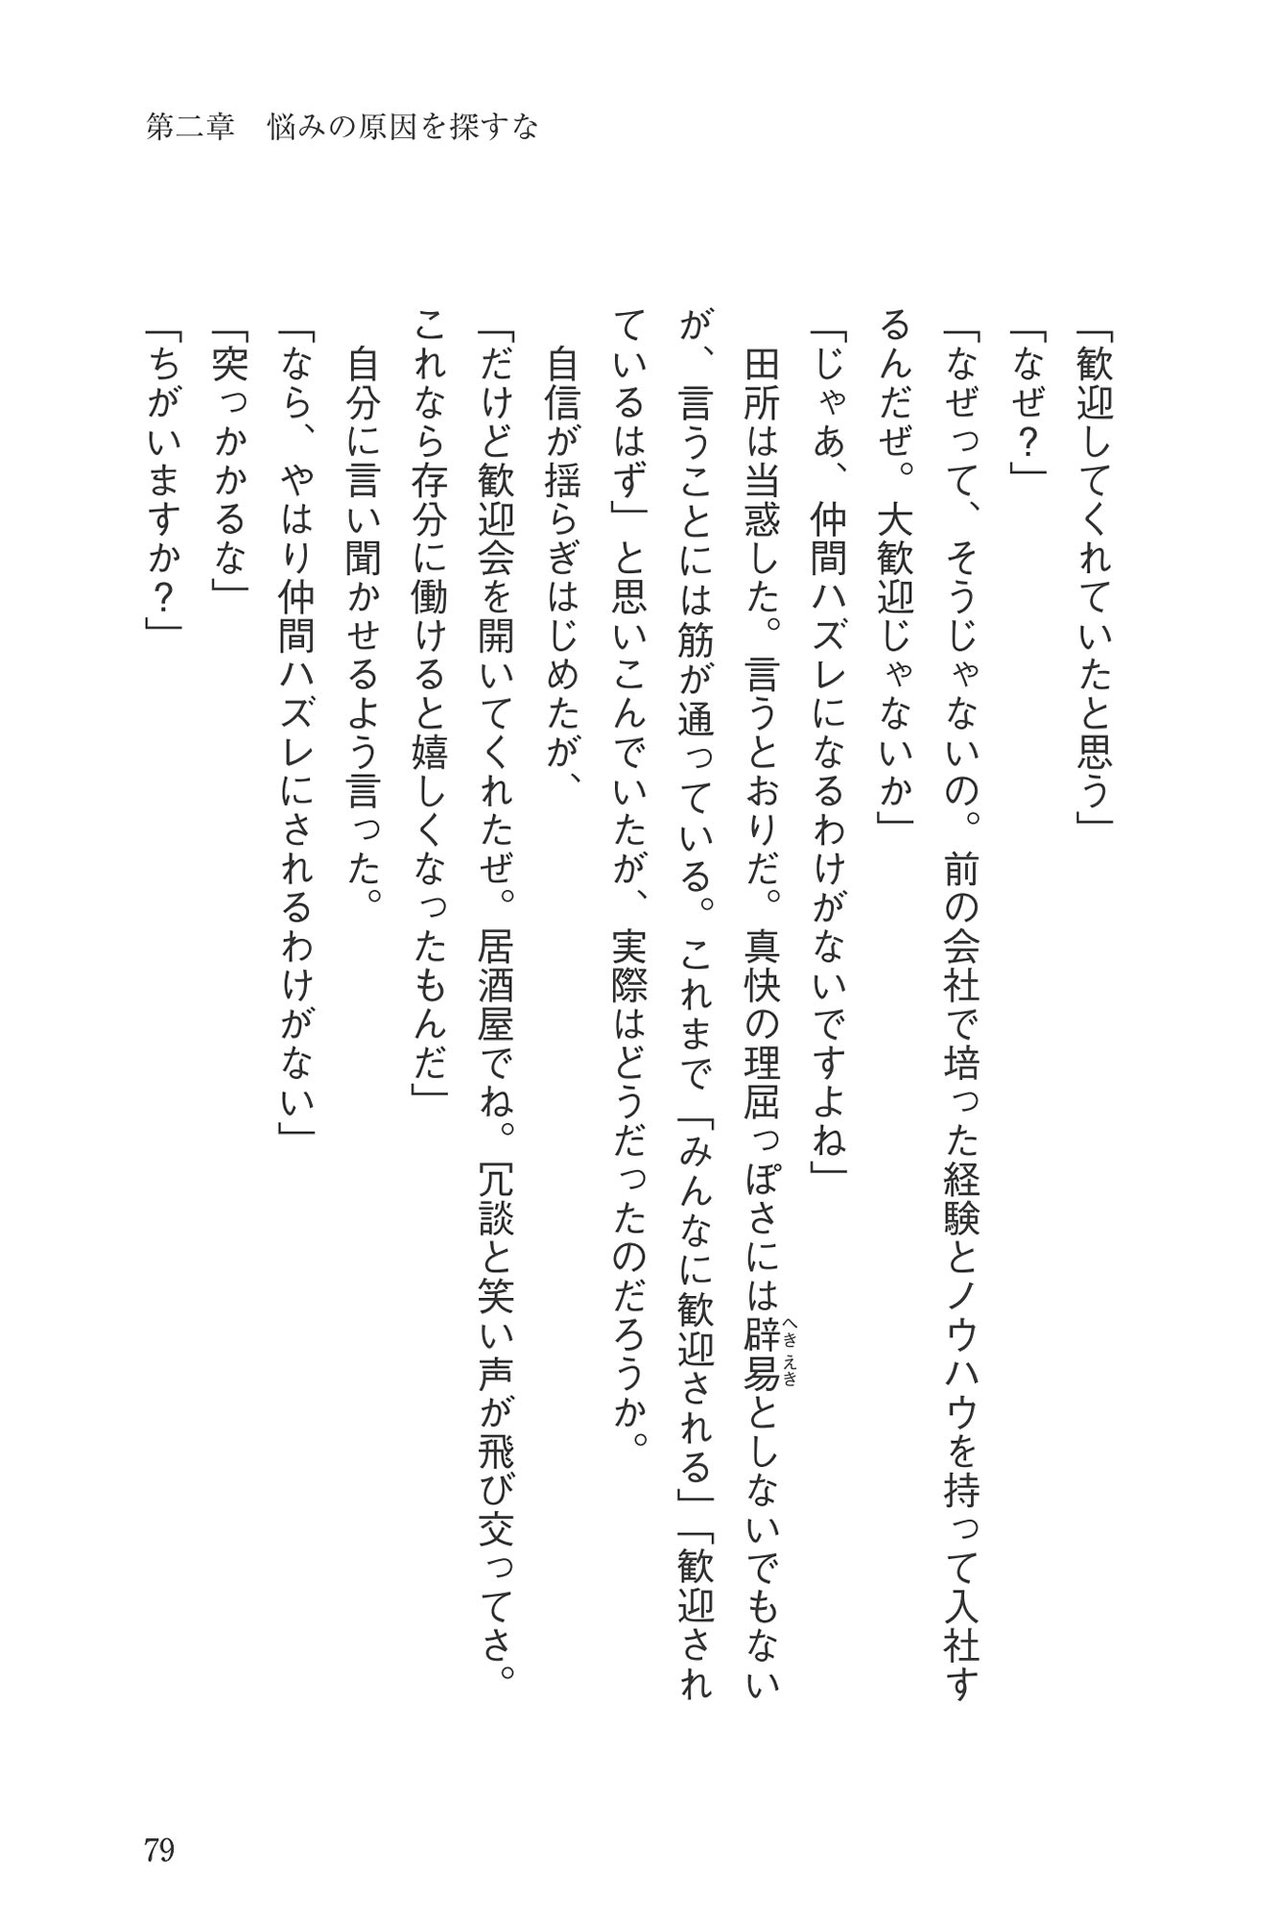 第二章　悩みの原因を探すな
「歓迎してくれていたと思う」
「なぜ？」
「なぜって、そうじゃないの。前の会社で培った経験とノウハウを持って入社す
るんだぜ。大歓迎じゃないか」
「じゃあ、仲間ハズレになるわけがないですよね」
　田所は当惑した。言うとおりだ。真快の理屈っぽさには辟易としないでもない
へきえき
が、言うことには筋が通っている。これまで「みんなに歓迎される」「歓迎され
ているはず」と思いこんでいたが、実際はどうだったのだろうか。
　自信が揺らぎはじめたが、
「だけど歓迎会を開いてくれたぜ。居酒屋でね。冗談と笑い声が飛び交ってさ。
これなら存分に働けると嬉しくなったもんだ」
　自分に言い聞かせるよう言った。
「なら、やはり仲間ハズレにされるわけがない」
「突っかかるな」
「ちがいますか？」
79